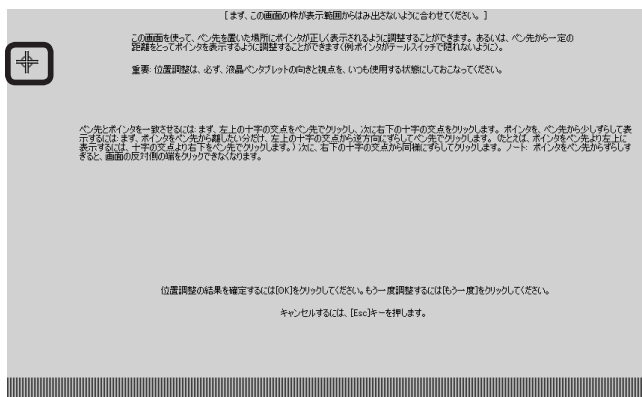 [ まず、この画面の枠が表示範囲からはみ出さないように合わせてください。 ]
この画面を使って、ペン先を置いた場所にポインタが正しく表示されるように調整することができます。あるいは、ペン先から一定の
距離をとってポインタを表示するように調整することができます(例:ポインタがテールスイッチで隠れないように)。
重要: 位置調整は、必ず、液晶ペンタブレットの向きと視点を、いつも使用する状態にしておこなってください。
ペン先とポインタを一致させるには: まず、左上の十字の交点をペン先でクリックし、次に右下の十字の交点をクリックします。ポインタを、ペン先から少しずらして表
示するには: まず、ポインタをペン先から離したい分だけ、左上の十字の交点から逆方向にずらしてペン先でクリックします。(たとえば、ポインタをペン先より左上に
表示するには、十字の交点より右下をペン先でクリックします。) 次に、右下の十字の交点から同様にずらしてクリックします。ノート: ポインタをペン先からずらしす
ぎると、画面の反対側の端をクリックできなくなります。
位置調整の結果を確定するには[OK]をクリックしてください。もう一度調整するには[もう一度]をクリックしてください。
キャンセルするには、[Esc]キーを押します。